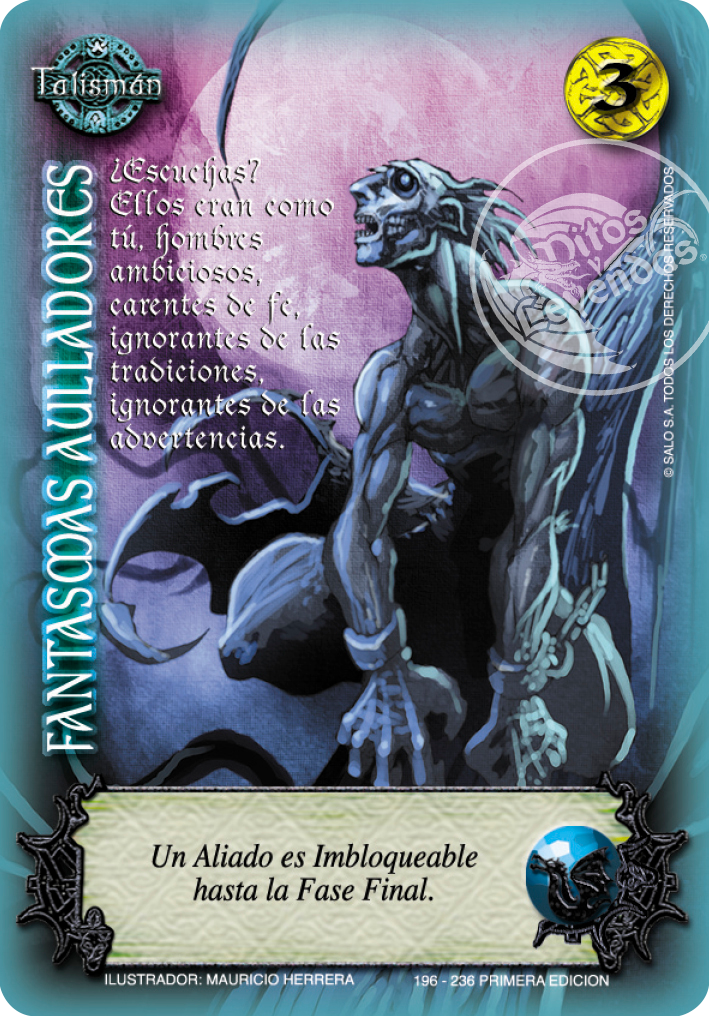 Talismán
3
FANTASMAS AULLADORES
¿Escuchas?
Ellos eran como
tú, hombres
ambiciosos,
carentes de fe,
ignorantes de las
tradiciones,
ignorantes de las
advertencias.
Mitos
y
Leyendas®
© SALO S.A. TODOS LOS DERECHOS RESERVADOS
Un Aliado es Imbloqueable
hasta la Fase Final.
ILUSTRADOR: MAURICIO HERRERA
196 - 236 PRIMERA EDICION